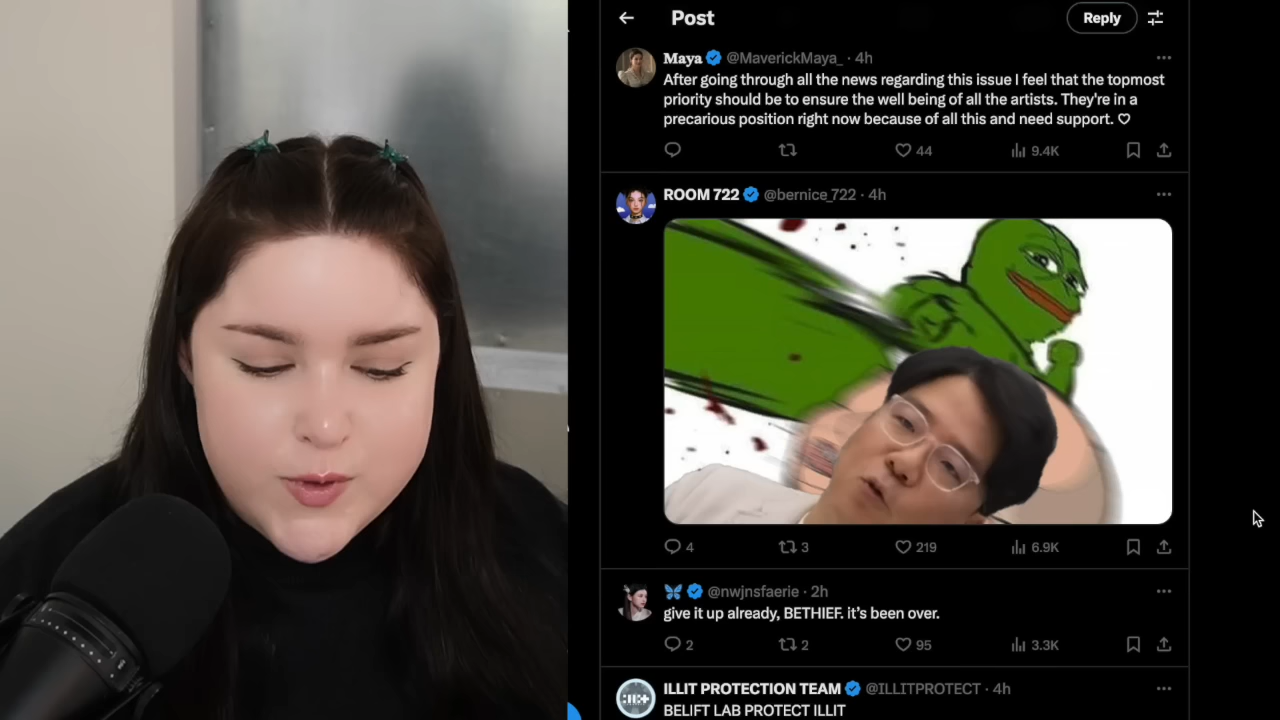 Post
Reply
Maya @MaverickMaya_ · 4h
After going through all the news regarding this issue I feel that the topmost
priority should be to ensure the well being of all the artists. They're in a
precarious position right now because of all this and need support. ♡
44 9.4K
ROOM 722 @bernice_722 · 4h
4 3 219 6.9K
🦋 @nwjnsfaerie · 2h
give it up already, BETHIEF. it’s been over.
2 2 95 3.3K
ILLIT PROTECTION TEAM @ILLITPROTECT · 4h
BELIFT LAB PROTECT ILLIT